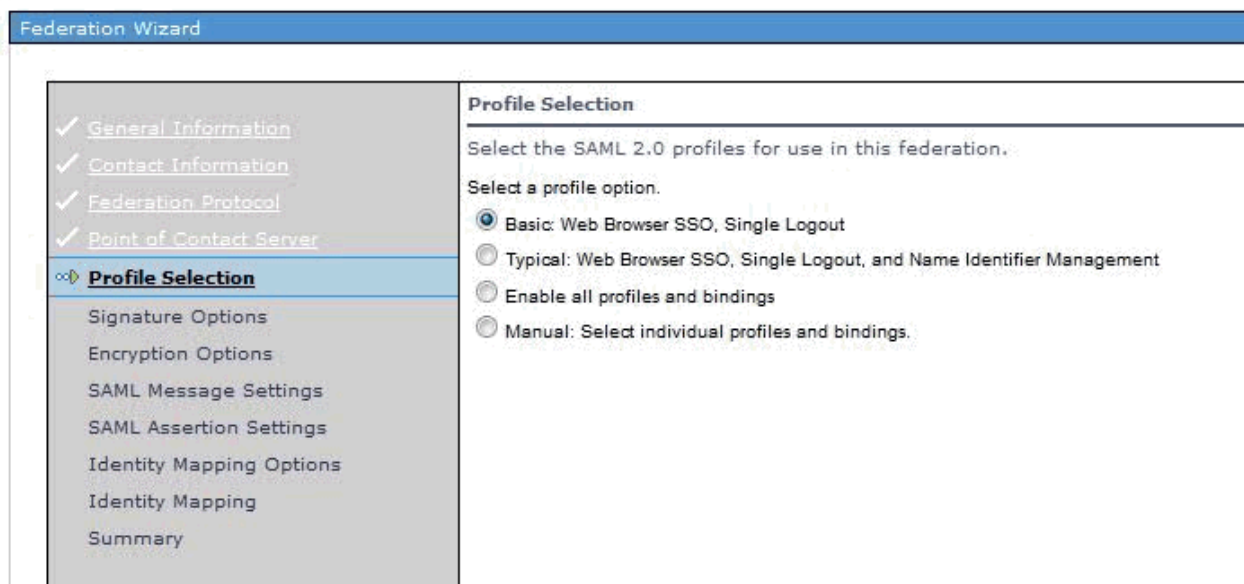 Federation Wizard
General Information
Contact Information
Federation Protocol
Point of Contact Server
Profile Selection
Signature Options
Encryption Options
SAML Message Settings
SAML Assertion Settings
Identity Mapping Options
Identity Mapping
Summary
Profile Selection
Select the SAML 2.0 profiles for use in this federation.
Select a profile option.
Basic: Web Browser SSO, Single Logout
Typical: Web Browser SSO, Single Logout, and Name Identifier Management
Enable all profiles and bindings
Manual: Select individual profiles and bindings.